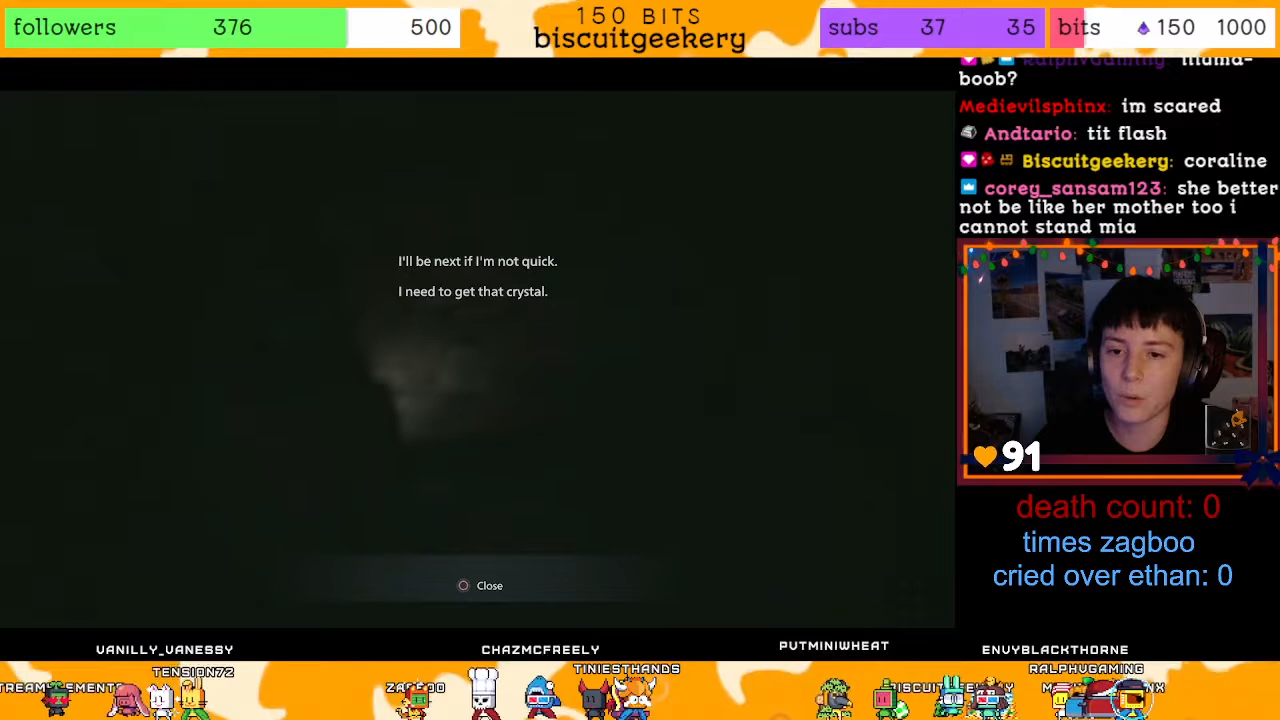 followers 376 500
150 BITS
biscuitgeekery
subs 37 35
bits 150 1000
boob?
Medievilsphinx: im scared
Andtario: tit flash
Biscuitgeekery: coraline
corey_sansam123: she better
not be like her mother too i
cannot stand mia
I'll be next if I'm not quick.
I need to get that crystal.
Close
91
death count: 0
times zagboo
cried over ethan: 0
VANILLY_VANESSY
CHAZMCFREELY
PUTMINIWHEAT
ENVYBLACKTHORNE
TENSION72
TINIESTHANDS
RALPHVGAMING